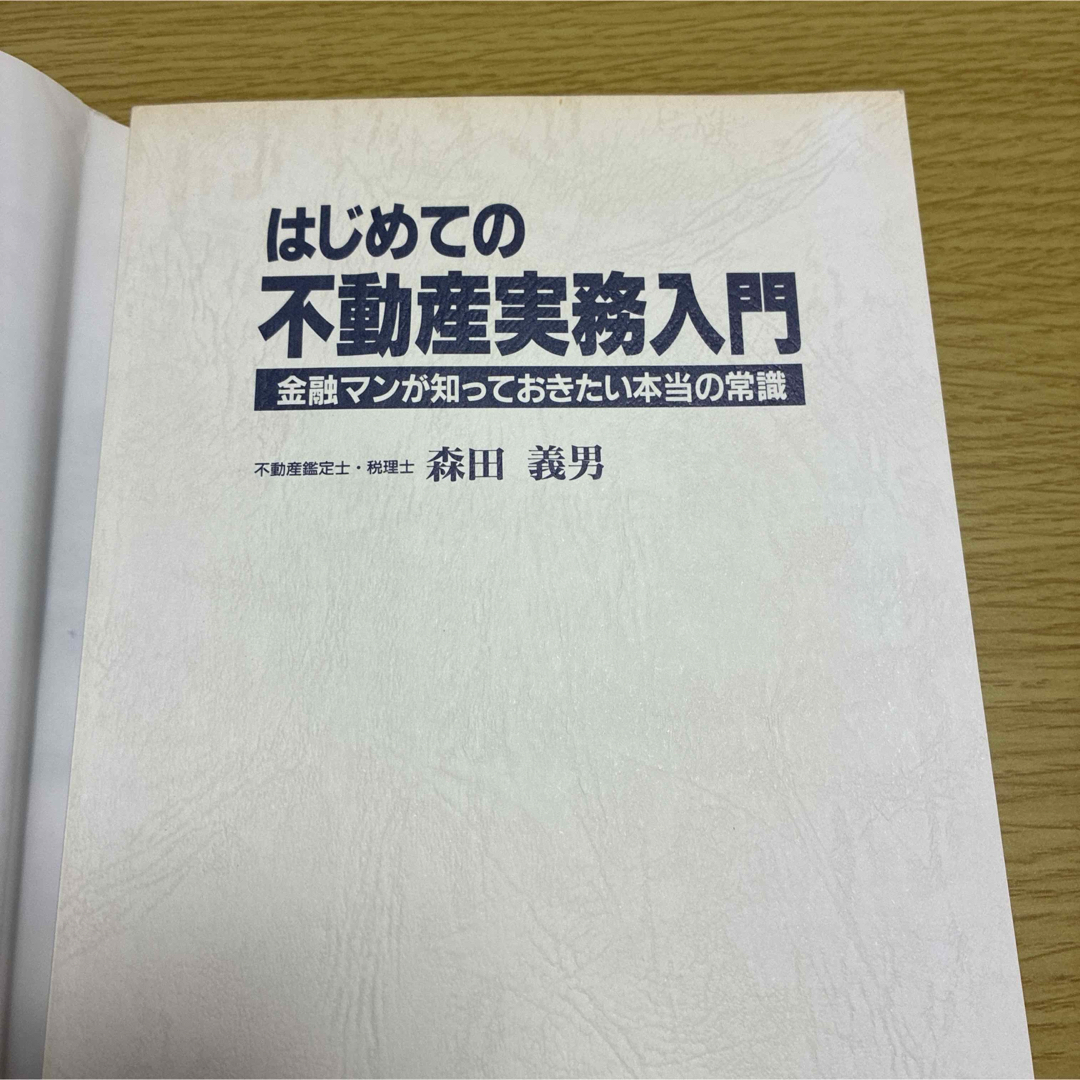 はじめての
不動産実務入門
金融マンが知っておきたい本当の常識
不動産鑑定士・税理士 森田 義男